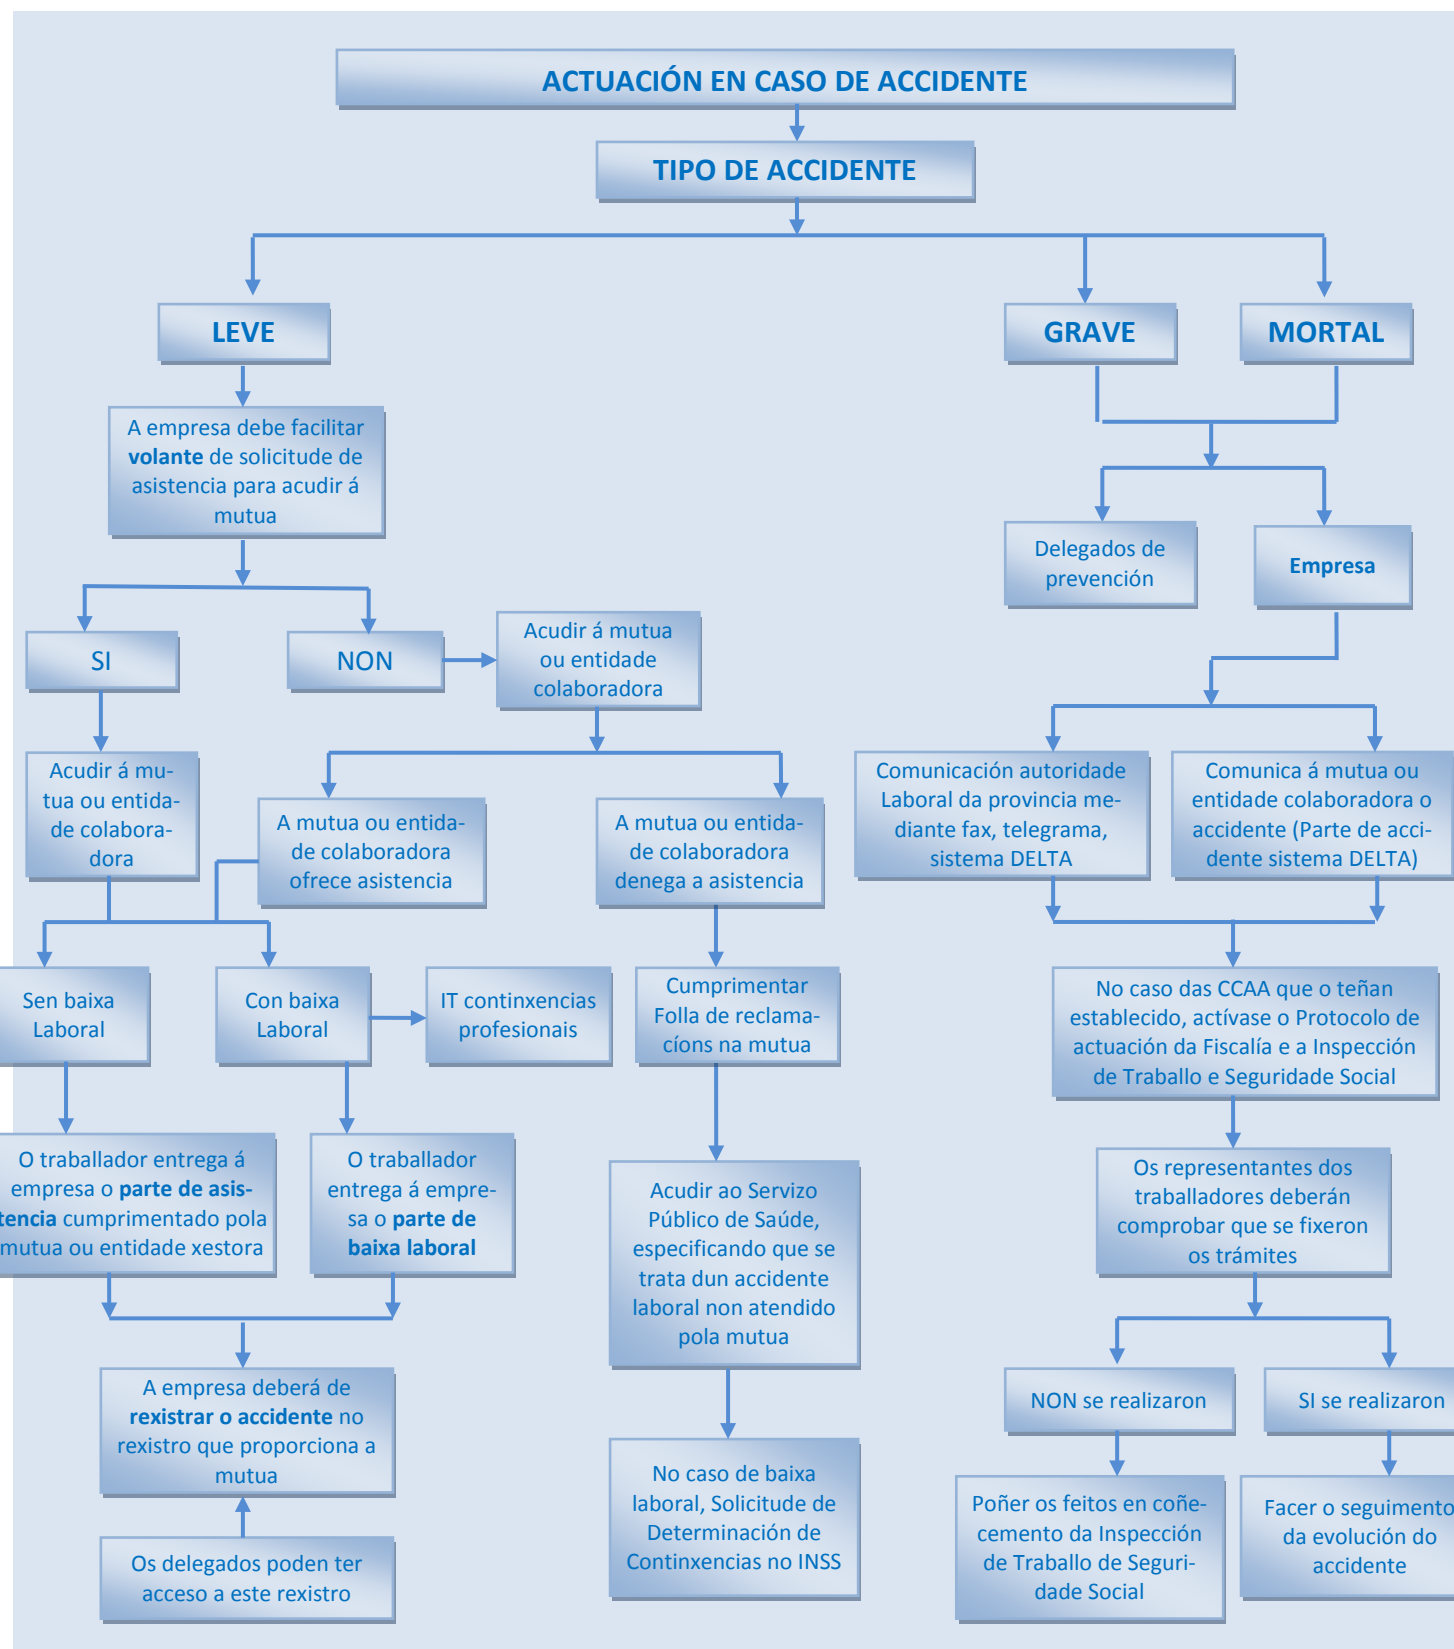 ACTUACIÓN EN CASO DE ACCIDENTE
TIPO DE ACCIDENTE
LEVE
GRAVE
MORTAL
A empresa debe facilitar
volante de solicitude de
asistencia para acudir á
mutua
Delegados de
prevención
Empresa
SI
NON
Acudir á mutua
ou entidade
colaboradora
Acudir á mu-
tua ou entida-
de colabora-
dora
A mutua ou entida-
de colaboradora
ofrece asistencia
A mutua ou entida-
de colaboradora
denega a asistencia
Comunicación autoridade
Laboral da provincia me-
diante fax, telegrama,
sistema DELTA
Comunica á mutua ou
entidade colaboradora o
accidente (Parte de acci-
dente sistema DELTA)
Sen baixa
Laboral
Con baixa
Laboral
IT continxencias
profesionais
Cumprimentar
Folla de reclama-
cíons na mutua
No caso das CCAA que o teñan
establecido, actívase o Protocolo de
actuación da Fiscalía e a Inspección
de Traballo e Seguridade Social
O traballador entrega á
empresa o parte de asis-
tencia cumprimentado pola
mutua ou entidade xestora
O traballador
entrega á empre-
sa o parte de
baixa laboral
Acudir ao Servizo
Público de Saúde,
especificando que se
trata dun accidente
laboral non atendido
pola mutua
Os representantes dos
traballadores deberán
comprobar que se fixeron
os trámites
A empresa deberá de
rexistrar o accidente no
rexistro que proporciona a
mutua
NON se realizaron
SI se realizaron
No caso de baixa
laboral, Solicitude de
Determinación de
Continxencias no INSS
Poñer os feitos en coñe-
cemento da Inspección
de Traballo de Seguri-
dade Social
Facer o seguimento
da evolución do
accidente
Os delegados poden ter
acceso a este rexistro